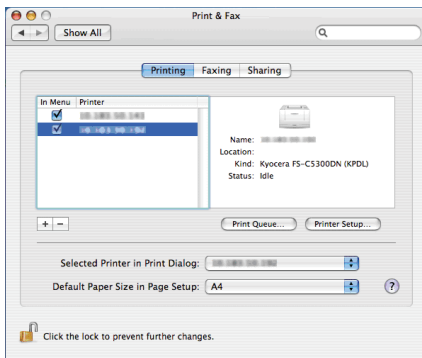 Print & Fax
Show All
Printing Faxing Sharing
In Menu Printer
Name:
Location:
Kind: Kyocera FS-C5300DN (KPDL)
Status: Idle
+ −
Print Queue... Printer Setup...
Selected Printer in Print Dialog:
Default Paper Size in Page Setup: A4
?
Click the lock to prevent further changes.